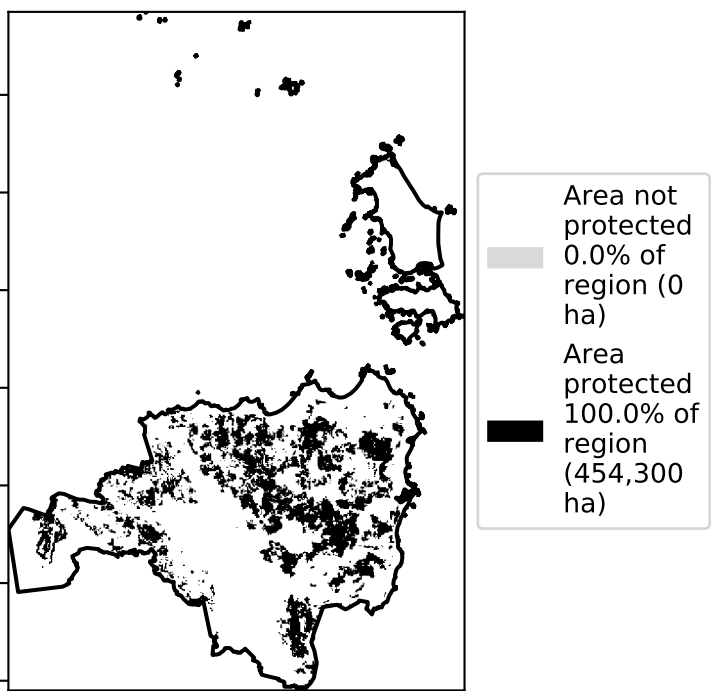 Area not
protected
0.0% of
region (0
ha)
Area
protected
100.0% of
region
(454,300
ha)